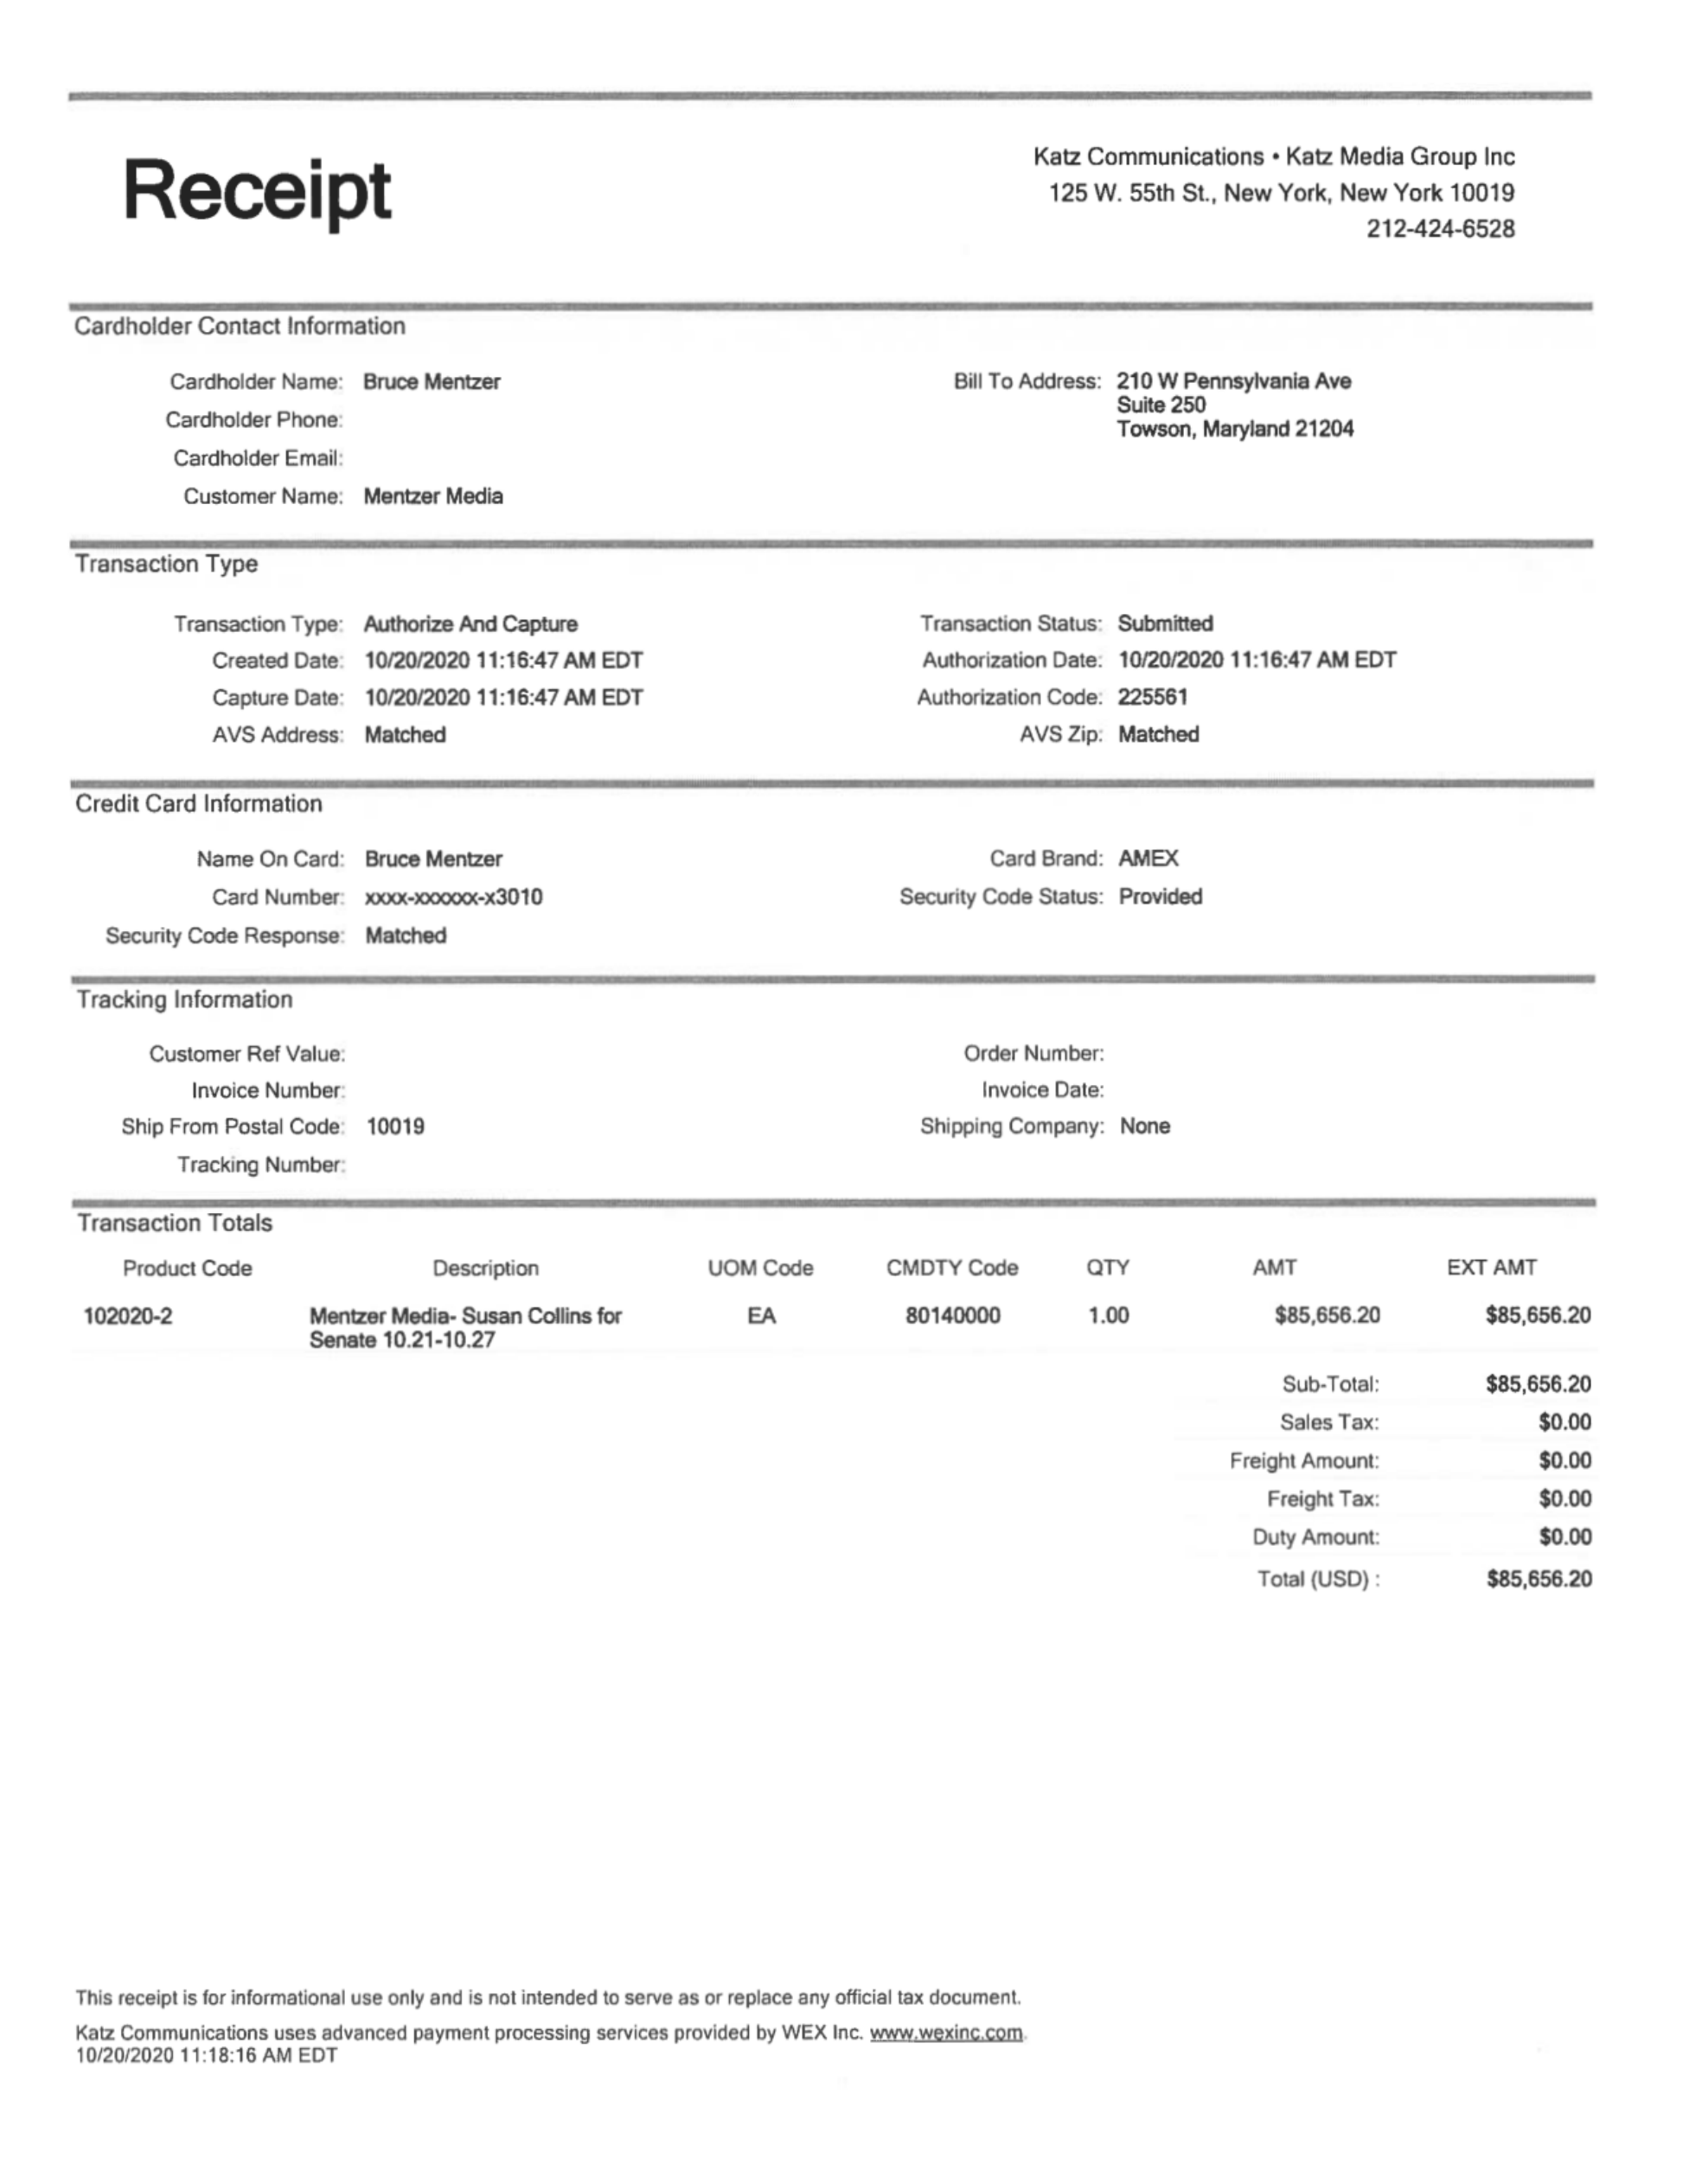 Receipt
Katz Communications • Katz Media Group Inc
125 W. 55th St., New York, New York 10019
212-424-6528
Cardholder Contact Information
Cardholder Name: Bruce Mentzer
Cardholder Phone:
Cardholder Email:
Customer Name: Mentzer Media
Bill To Address: 210 W Pennsylvania Ave
Suite 250
Towson, Maryland 21204
Transaction Type
Transaction Type: Authorize And Capture Transaction Status: Submitted
Created Date: 10/20/2020 11:16:47 AM EDT Authorization Date: 10/20/2020 11:16:47 AM EDT
Capture Date: 10/20/2020 11:16:47 AM EDT Authorization Code: 225561
AVS Address: Matched AVS Zip: Matched
Credit Card Information
Name On Card: Bruce Mentzer Card Brand: AMEX
Card Number: xxxx-xxxxxx-x3010 Security Code Status: Provided
Security Code Response: Matched
Tracking Information
Customer Ref Value: Order Number:
Invoice Number: Invoice Date:
Ship From Postal Code: 10019 Shipping Company: None
Tracking Number:
Transaction Totals
Product Code Description UOM Code CMDTY Code QTY AMT EXT AMT
102020-2 Mentzer Media- Susan Collins for EA 80140000 1.00 $85,656.20 $85,656.20
Senate 10.21-10.27
Sub-Total: $85,656.20
Sales Tax: $0.00
Freight Amount: $0.00
Freight Tax: $0.00
Duty Amount: $0.00
Total (USD) : $85,656.20
This receipt is for informational use only and is not intended to serve as or replace any official tax document.
Katz Communications uses advanced payment processing services provided by WEX Inc. www.wexinc.com.
10/20/2020 11:18:16 AM EDT